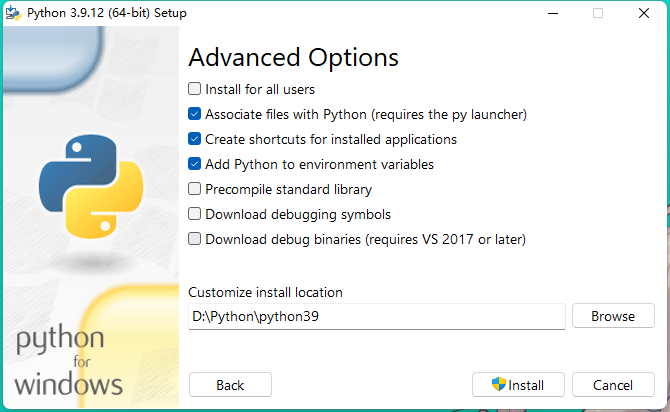 Python 3.9.12 (64-bit) Setup
Advanced Options
Install for all users
Associate files with Python (requires the py launcher)
Create shortcuts for installed applications
Add Python to environment variables
Precompile standard library
Download debugging symbols
Download debug binaries (requires VS 2017 or later)
Customize install location
D:\Python\python39
Browse
python
for
windows
Back
Install
Cancel